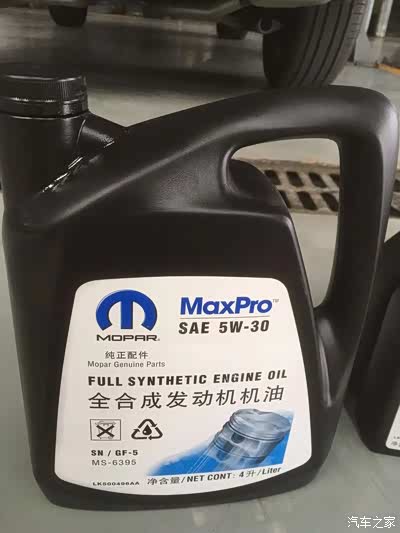 MOPAR
MaxPro™
SAE 5W-30
纯正配件
Mopar Genuine Parts
FULL SYNTHETIC ENGINE OIL
全合成发动机机油
SN / GF-5
MS-6395
LK500496AA
净含量/NET CONT: 4升/Liter
汽车之家